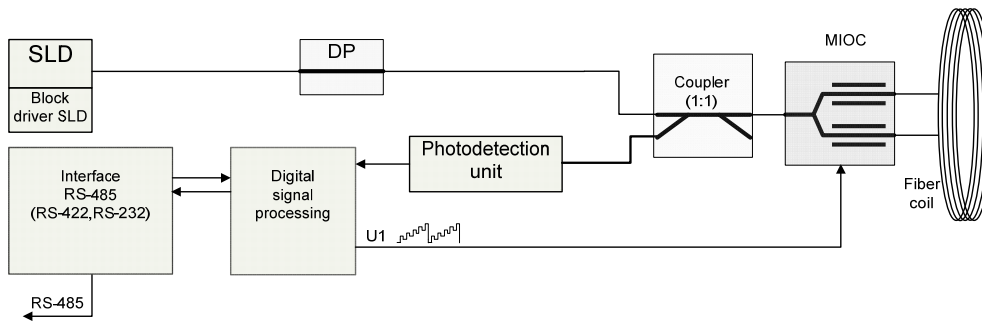 SLD
Block
driver SLD
DP
Coupler
(1:1)
MIOC
Photodetection
unit
Interface
RS-485
(RS-422,RS-232)
Digital
signal
processing
Fiber
coil
U1
RS-485